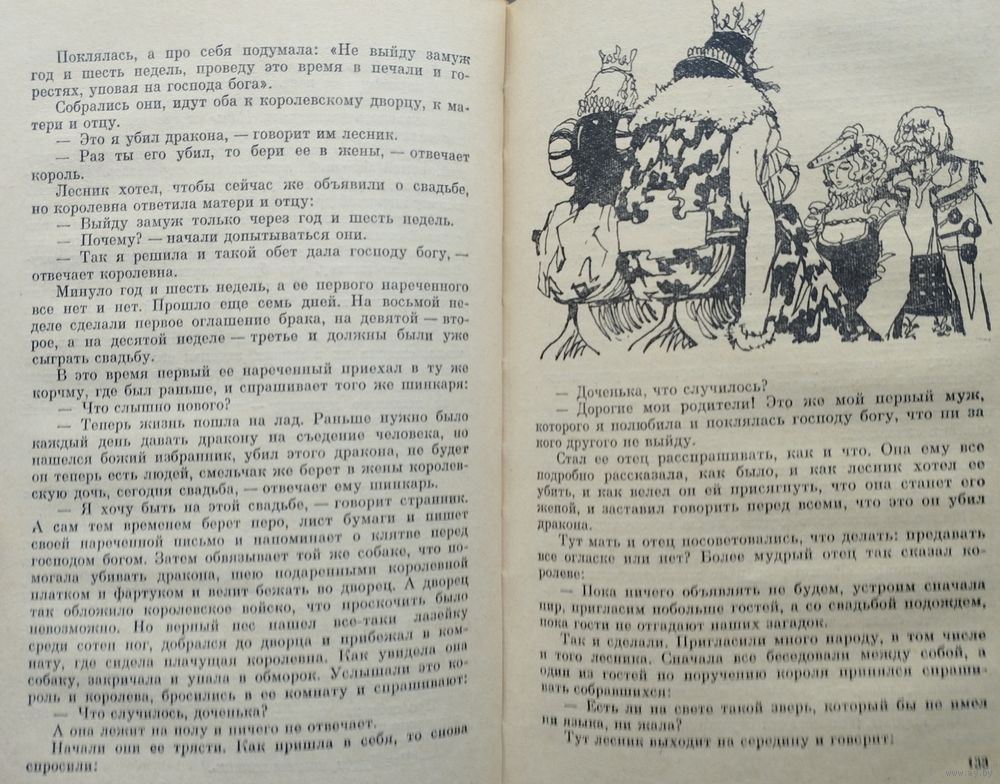 Поклялась, а про себя подумала: «Не выйду замуж
год и шесть недель, проведу это время в печали и го-
рестях, уповая на господа бога».
Собрались они, идут оба к королевскому дворцу, к ма-
тери и отцу.
— Это я убил дракона, — говорит им лесник.
— Раз ты его убил, то бери ее в жены, — отвечает
король.
Лесник хотел, чтобы сейчас же объявили о свадьбе,
но королевна ответила матери и отцу:
— Выйду замуж только через год и шесть недель.
— Почему? — начали допытываться они.
— Так я решила и такой обет дала господу богу, —
отвечает королевна.
Минуло год и шесть недель, а ее первого нареченного
все нет и нет. Прошло еще семь дней. На восьмой не-
деле сделали первое оглашение брака, на девятой — вто-
рое, а на десятой неделе — третье и должны были уже
сыграть свадьбу.
В это время первый ее нареченный приехал в ту же
корчму, где был раньше, и спрашивает того же шинкаря:
— Что слышно нового?
— Теперь жизнь пошла на лад. Раньше нужно было
каждый день давать дракону на съедение человека, но
нашелся божий избранник, убил этого дракона, не будет
он теперь есть людей, смельчак же берет в жены королев-
скую дочь, сегодня свадьба, — отвечает ему шинкарь.
— Я хочу быть на этой свадьбе, — говорит странник.
А сам тем временем берет перо, лист бумаги и пишет
своей нареченной письмо и напоминает о клятве перед
господом богом. Затем обвязывает той же собаке, что по-
могала убивать дракона, шею подаренными королевной
платком и фартуком и велит бежать во дворец. А дворец
так обложило королевское войско, что проскочить было
невозможно. Но верный пес нашел все-таки лазейку
среди сотен ног, добрался до дворца и прибежал в ком-
нату, где сидела плачущая королевна. Как увидела она
собаку, закричала и упала в обморок. Услышали это ко-
роль и королева, бросились в ее комнату и спрашивают:
— Что случилось, доченька?
А она лежит на полу и ничего не отвечает.
Начали они ее трясти. Как пришла в себя, то снова
спросили:
— Доченька, что случилось?
— Дорогие мои родители! Это же мой первый муж,
которого я полюбила и поклялась господу богу, что ни за
кого другого не выйду.
Стал ее отец расспрашивать, как и что. Она ему все
подробно рассказала, как было, и как лесник хотел ее
убить, и как велел он ей присягнуть, что она станет его
женой, и заставил говорить перед всеми, что это он убил
дракона.
Тут мать и отец посоветовались, что делать: предавать
все огласке или нет? Более мудрый отец так сказал ко-
ролеве:
— Пока ничего объявлять не будем, устроим сначала
пир, пригласим побольше гостей, а со свадьбой подождем,
пока гости не отгадают наших загадок.
Так и сделали. Пригласили много народу, в том числе
и того лесника. Сначала все беседовали между собой, а
один из гостей по поручению короля принялся спраши-
вать собравшихся:
— Есть ли на свете такой зверь, который бы не имел
ни языка, ни жала?
Тут лесник выходит на середину и говорит:
133
www.ay.by